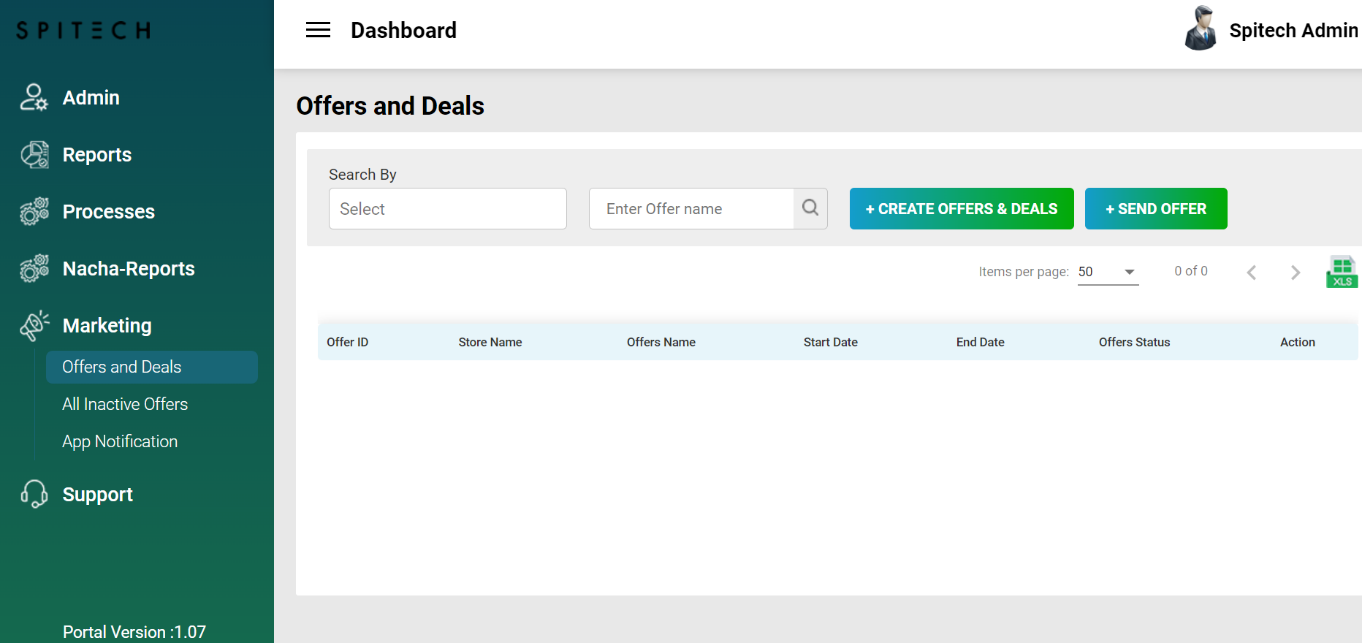 SPITECH
Dashboard
Spitech Admin
Admin
Reports
Processes
Nacha-Reports
Marketing
Offers and Deals
All Inactive Offers
App Notification
Support
Portal Version :1.07
Offers and Deals
Search By
Select
Enter Offer name
+ CREATE OFFERS & DEALS
+ SEND OFFER
Items per page: 50
0 of 0
XLS
Offer ID Store Name Offers Name Start Date End Date Offers Status Action